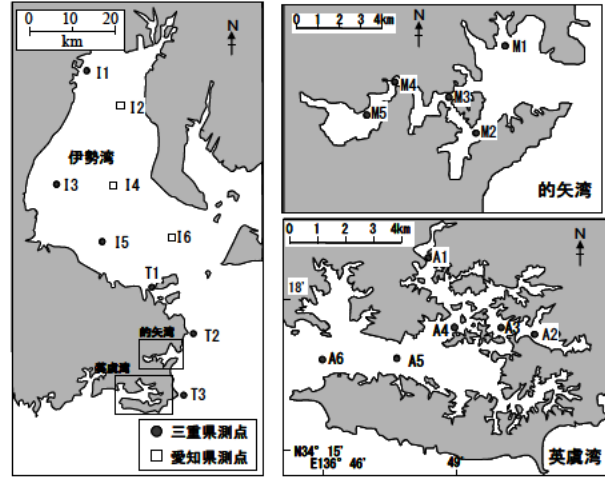 0 10 20
km
N
I1
I2
伊勢湾
I3
I4
I5
I6
T1
T2
的矢湾
英虞湾
T3
三重県測点
愛知県測点
0 1 2 3 4km
N
M1
M4
M3
M5
M2
的矢湾
0 1 2 3 4km
N
A1
18'
A4
A3
A2
A6
A5
N34° 15'
E136° 46'
49
英虞湾